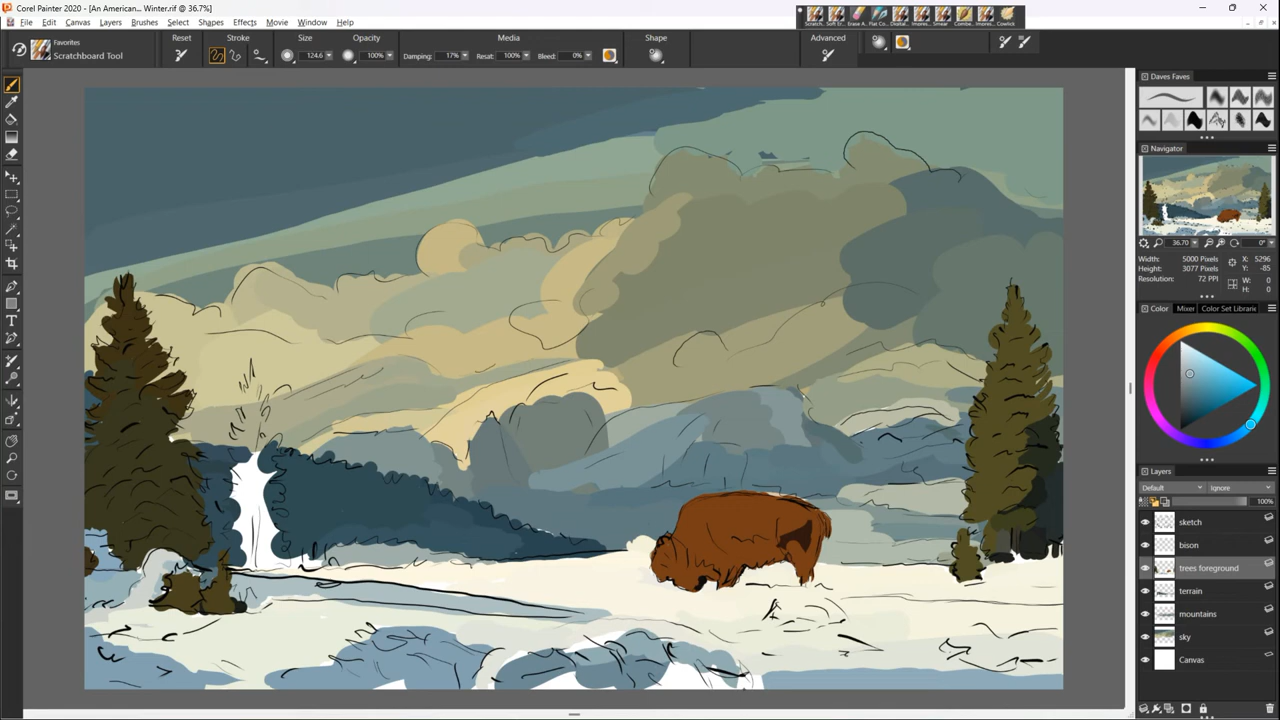 Corel Painter 2020 - [An American... Winter.rif @ 36.7%]
File Edit Canvas Layers Brushes Select Shapes Effects Movie Window Help
Favorites
Scratchboard Tool
Reset Stroke Size Opacity Media Shape Advanced
124.6 100% Damping: 17% Resat: 100% Bleed: 0%
Daves Faves
Navigator
36.70 0°
Width: 5000 Pixels X: 5296
Height: 3077 Pixels Y: -85
Resolution: 72 PPI W: 0
H: 0
Color Mixer Color Set Librarie
Layers
Default Ignore
100%
sketch
bison
trees foreground
terrain
mountains
sky
Canvas